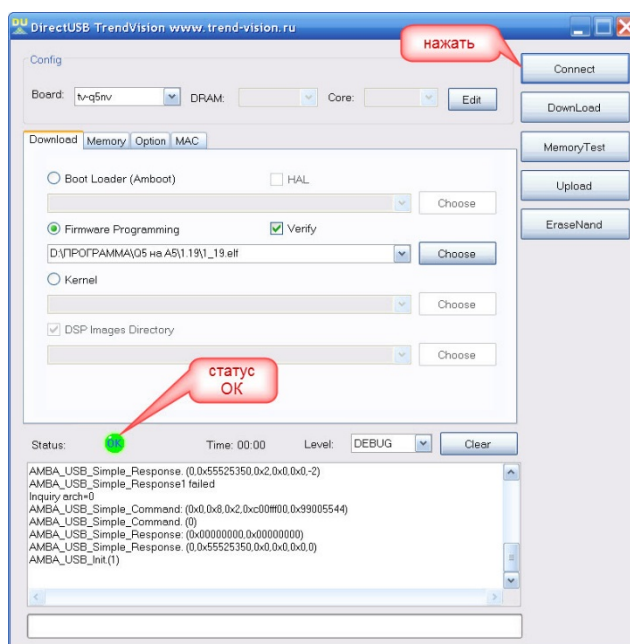 DirectUSB TrendVision www.trend-vision.ru
нажать
Config
Board: tv-q5nv DRAM: Core: Edit
Connect
DownLoad
MemoryTest
Upload
EraseNand
Download Memory Option MAC
Boot Loader (Amboot) HAL
Choose
Firmware Programming Verify
D:\ПРОГРАММА\Q5 на А5\1.19\1_19.elf Choose
Kernel
Choose
DSP Images Directory
Choose
статус
ОК
Status: OK Time: 00:00 Level: DEBUG Clear
AMBA_USB_Simple_Response. (0,0x55525350,0x2,0x0,0x0,-2)
AMBA_USB_Simple_Response1 failed
Inquiry arch=0
AMBA_USB_Simple_Command: (0x0,0x8,0x2,0xc00fff00,0x99005544)
AMBA_USB_Simple_Command. (0)
AMBA_USB_Simple_Response: (0x00000000,0x00000000)
AMBA_USB_Simple_Response. (0,0x55525350,0x0,0x0,0x0,0)
AMBA_USB_Init.(1)